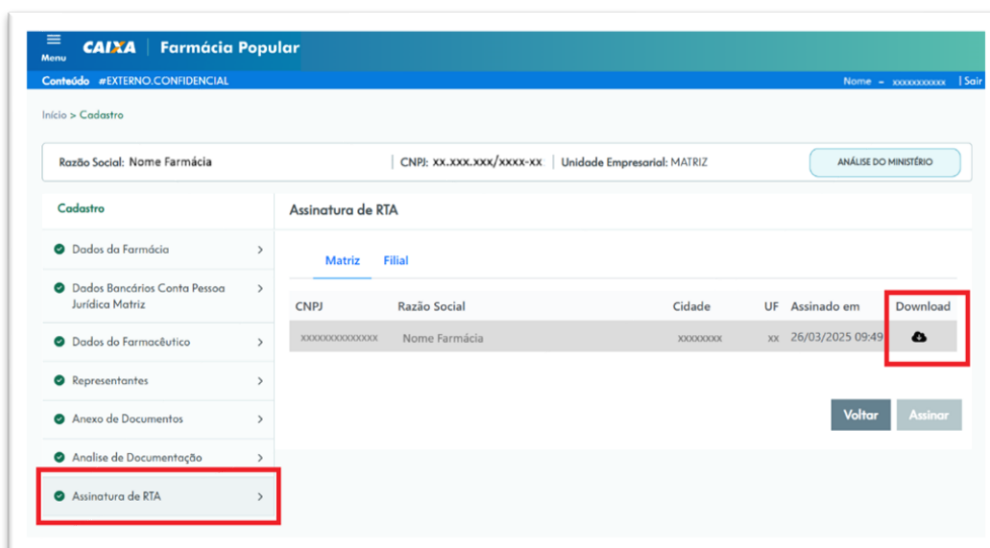 CAIXA | Farmácia Popular
Menu
Conteúdo #EXTERNO.CONFIDENCIAL
Nome - xxxxxxxxxxx | Sair
Início > Cadastro
Razão Social: Nome Farmácia | CNPJ: xx.xxx.xxx/xxxx-xx | Unidade Empresarial: MATRIZ
ANÁLISE DO MINISTÉRIO
Cadastro
Dados da Farmácia
Dados Bancários Conta Pessoa
Jurídica Matriz
Dados do Farmacêutico
Representantes
Anexo de Documentos
Analise de Documentação
Assinatura de RTA
Assinatura de RTA
Matriz Filial
CNPJ Razão Social Cidade UF Assinado em Download
xxxxxxxxxxxxxx Nome Farmácia xxxxxxxx xx 26/03/2025 09:49
Voltar Assinar